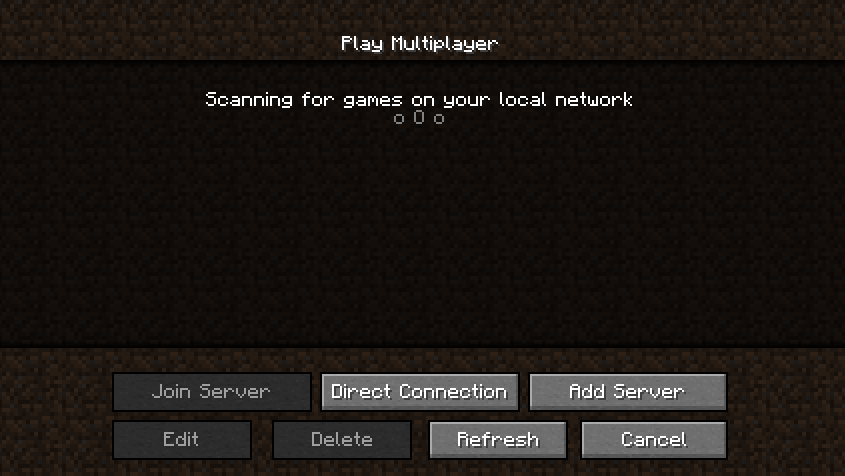 Play Multiplayer
Scanning for games on your local network
o O o
Join Server
Direct Connection
Add Server
Edit
Delete
Refresh
Cancel